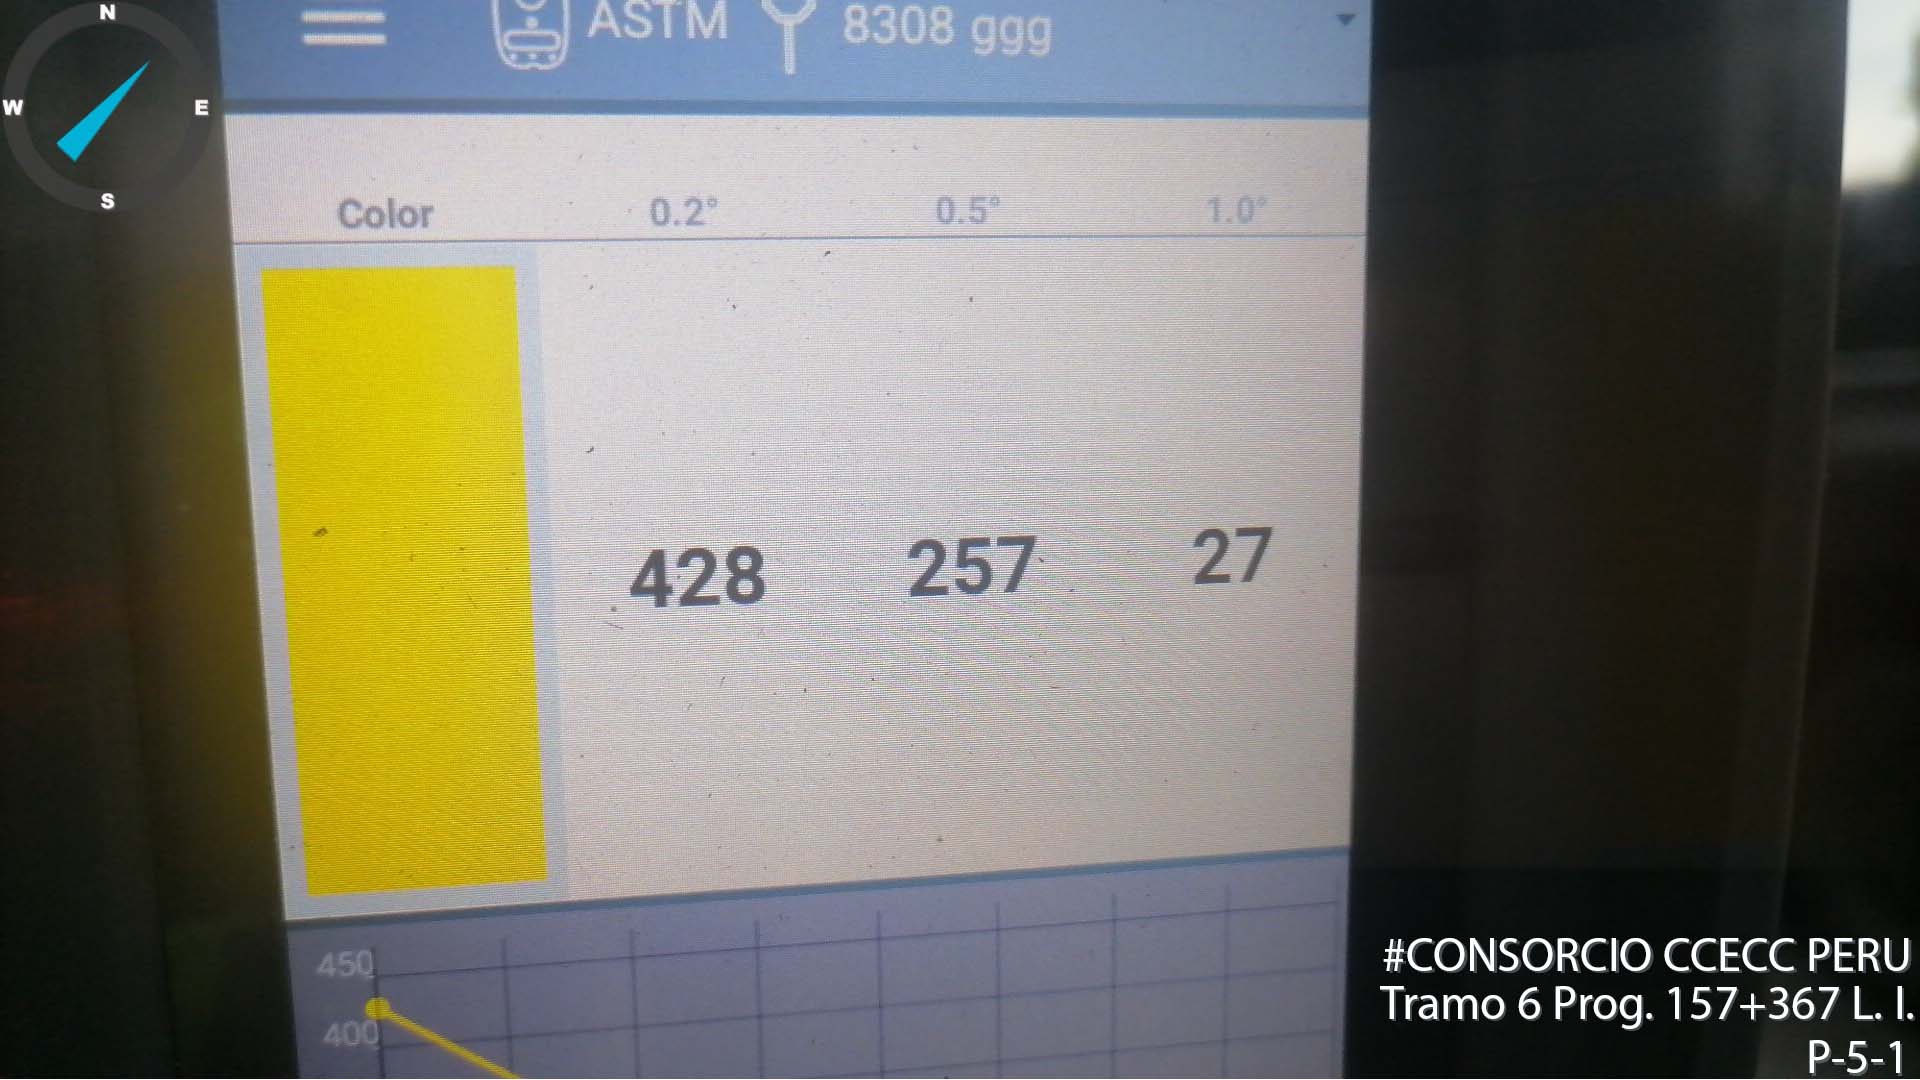 N
W E
S
ASTM 8308 ggg
Color 0.2° 0.5° 1.0°
428 257 27
450
400
#CONSORCIO CCECC PERU
Tramo 6 Prog. 157+367 L. I.
P-5-1